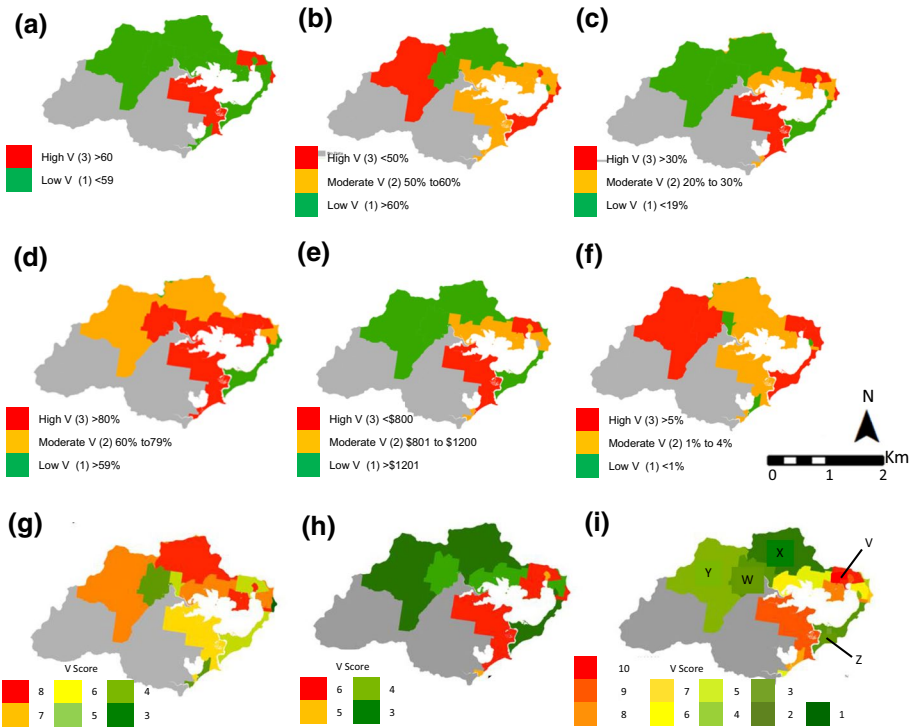 (a)
(b)
(c)
High V (3) >60
Low V (1) <59
High V (3) <50%
Moderate V (2) 50% to60%
Low V (1) >60%
High V (3) >30%
Moderate V (2) 20% to 30%
Low V (1) <19%
(d)
(e)
(f)
High V (3) >80%
Moderate V (2) 60% to79%
Low V (1) >59%
High V (3) <$800
Moderate V (2) $801 to $1200
Low V (1) >$1201
High V (3) >5%
Moderate V (2) 1% to 4%
Low V (1) <1%
N
Km
0 1 2
(g)
(h)
(i)
V Score
8 6 4
7 5 3
V Score
6 4
5 3
X
V
Y
W
Z
10 V Score
9 7 5 3
8 6 4 2 1